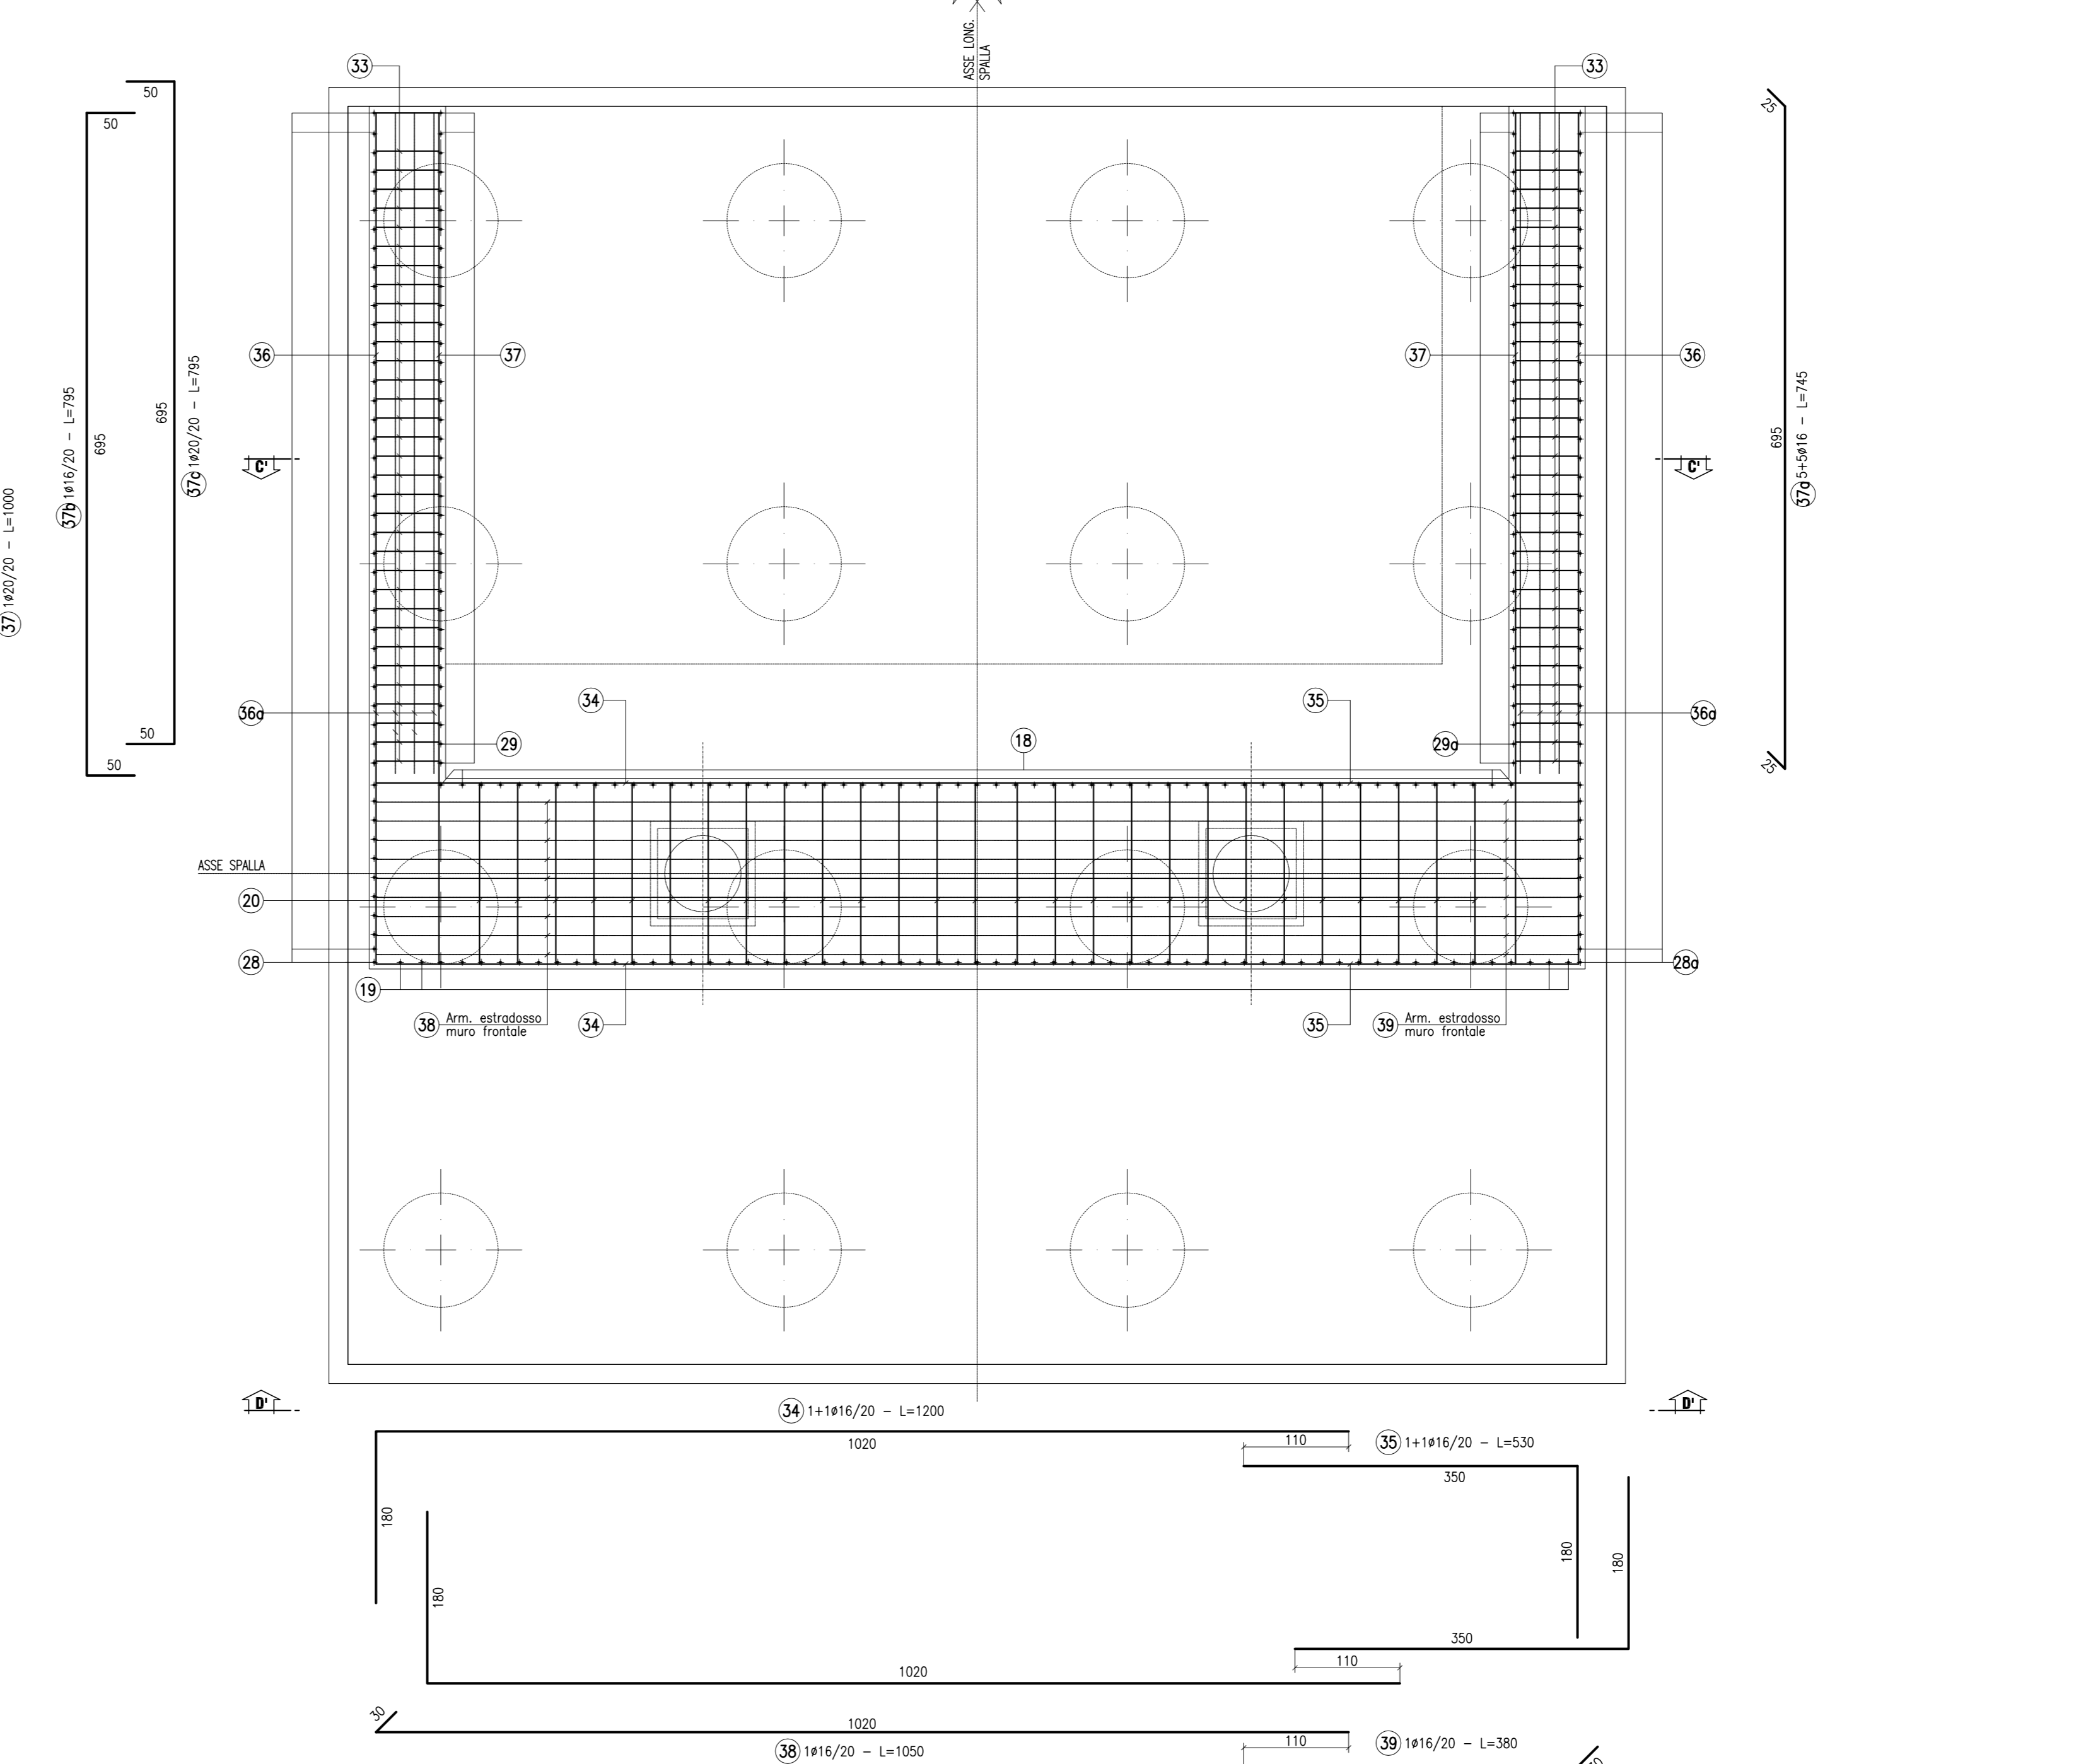 ASSE LONG.
SPALLA
33
33
50
50
25
36
37
37
36
37b 1ø16/20 - L=795
695
695
37c 1ø20/20 - L=795
C'
C'
695
37a 5+5ø16 - L=745
37 1ø20/20 - L=1000
36a
34
35
36a
50
50
29
18
29a
25
ASSE SPALLA
20
28
28a
19
38 Arm. estradosso
muro frontale
34
35
39 Arm. estradosso
muro frontale
D'
D'
34 1+1ø16/20 - L=1200
1020
110
35 1+1ø16/20 - L=530
350
180
180
180
180
350
110
1020
30
1020
38 1ø16/20 - L=1050
110
39 1ø16/20 - L=380